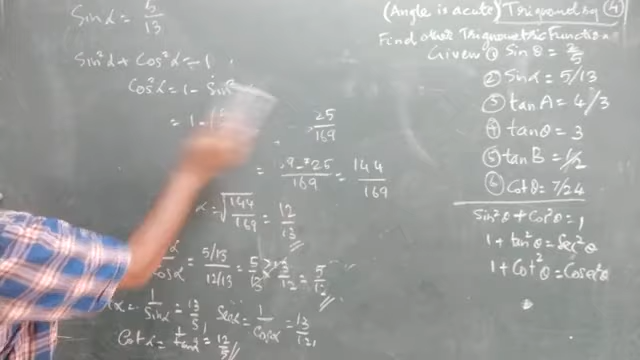 Sin α = 5/13
Sin²α + Cos²α = 1
Cos²α = 1 - Sin²
= 1 -
25/169
25/169 = 144/169
α = √144/169 = 12/13
Cosα = 5/13 / 12/13 = 5/13 × 13/12 = 5/12
= 1/Sinα = 13/5 Secα = 1/Cosα = 13/12
Cot α = 1/tanα = 12/5
(Angle is acute) Trigonometry ④
Find other Trigonometric Functions
Given ① Sin θ = 2/5
② Sin α = 5/13
③ tan A = 4/3
④ tan θ = 3
⑤ tan B = 1/2
⑥ Cot θ = 7/24
Sin²θ + Cos²θ = 1
1 + tan²θ = Sec²θ
1 + Cot²θ = Cosec²θ